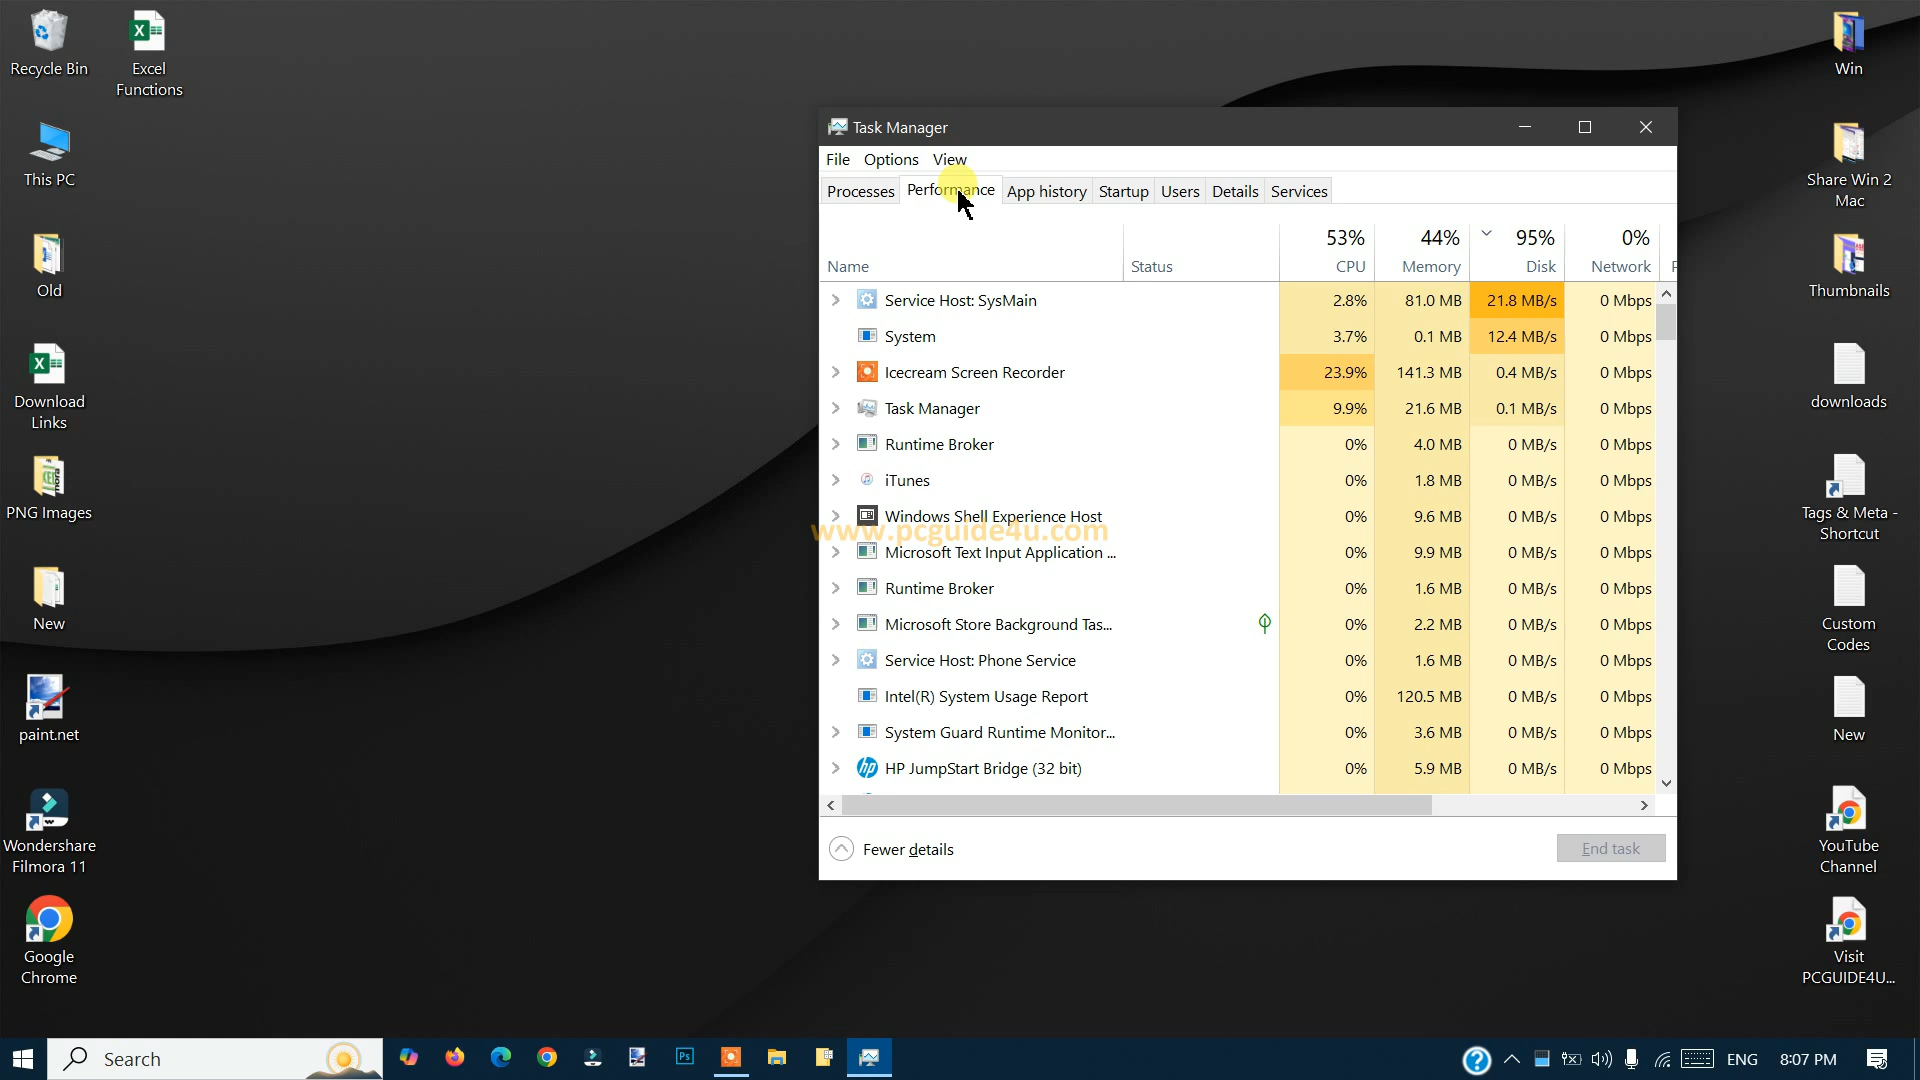 Recycle Bin
Excel
Functions
This PC
Old
Download
Links
PNG Images
New
paint.net
Wondershare
Filmora 11
Google
Chrome
Task Manager
File Options View
Processes Performance App history Startup Users Details Services
53% 44% 95% 0%
Name Status CPU Memory Disk Network
Service Host: SysMain 2.8% 81.0 MB 21.8 MB/s 0 Mbps
System 3.7% 0.1 MB 12.4 MB/s 0 Mbps
Icecream Screen Recorder 23.9% 141.3 MB 0.4 MB/s 0 Mbps
Task Manager 9.9% 21.6 MB 0.1 MB/s 0 Mbps
Runtime Broker 0% 4.0 MB 0 MB/s 0 Mbps
iTunes 0% 1.8 MB 0 MB/s 0 Mbps
Windows Shell Experience Host 0% 9.6 MB 0 MB/s 0 Mbps
www.pcguide4u.com
Microsoft Text Input Application ... 0% 9.9 MB 0 MB/s 0 Mbps
Runtime Broker 0% 1.6 MB 0 MB/s 0 Mbps
Microsoft Store Background Tas... 0% 2.2 MB 0 MB/s 0 Mbps
Service Host: Phone Service 0% 1.6 MB 0 MB/s 0 Mbps
Intel(R) System Usage Report 0% 120.5 MB 0 MB/s 0 Mbps
System Guard Runtime Monitor... 0% 3.6 MB 0 MB/s 0 Mbps
hp HP JumpStart Bridge (32 bit) 0% 5.9 MB 0 MB/s 0 Mbps
Fewer details End task
Win
Share Win 2
Mac
Thumbnails
downloads
Tags & Meta -
Shortcut
Custom
Codes
New
YouTube
Channel
Visit
PCGUIDE4U...
Search Ps ENG 8:07 PM